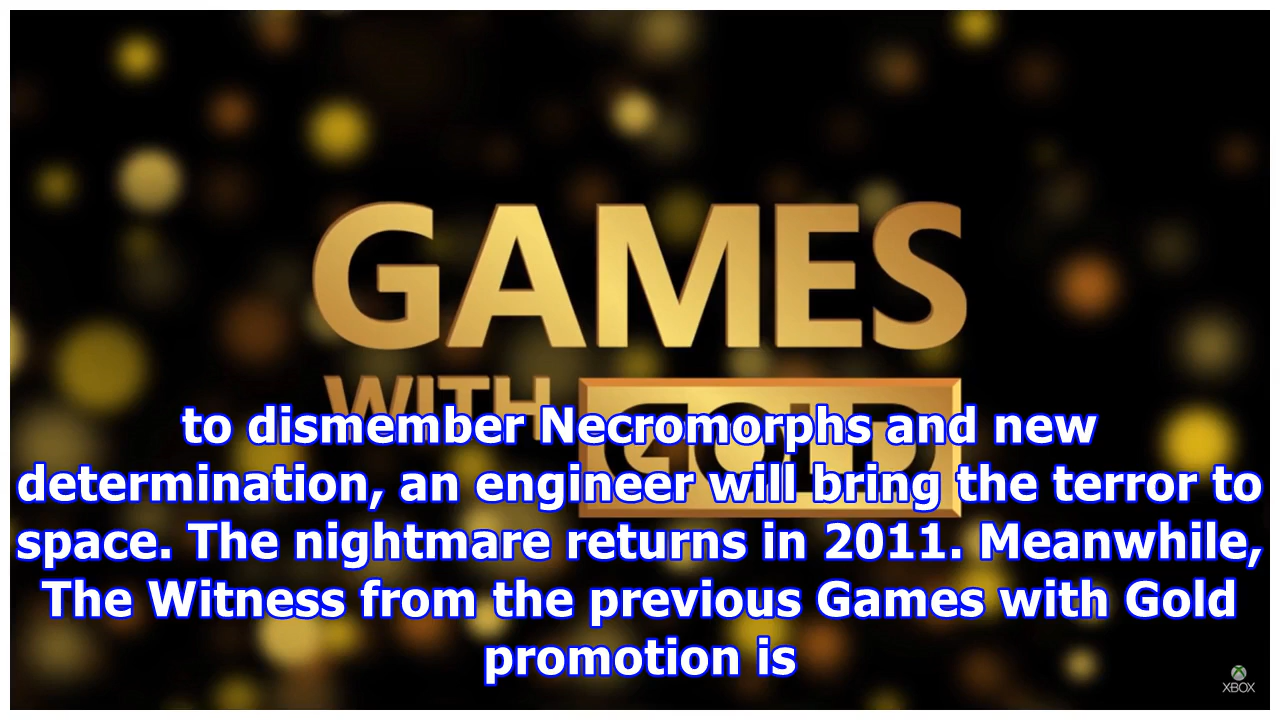 GAMES
WITH GOLD
to dismember Necromorphs and new
determination, an engineer will bring the terror to
space. The nightmare returns in 2011. Meanwhile,
The Witness from the previous Games with Gold
promotion is
XBOX